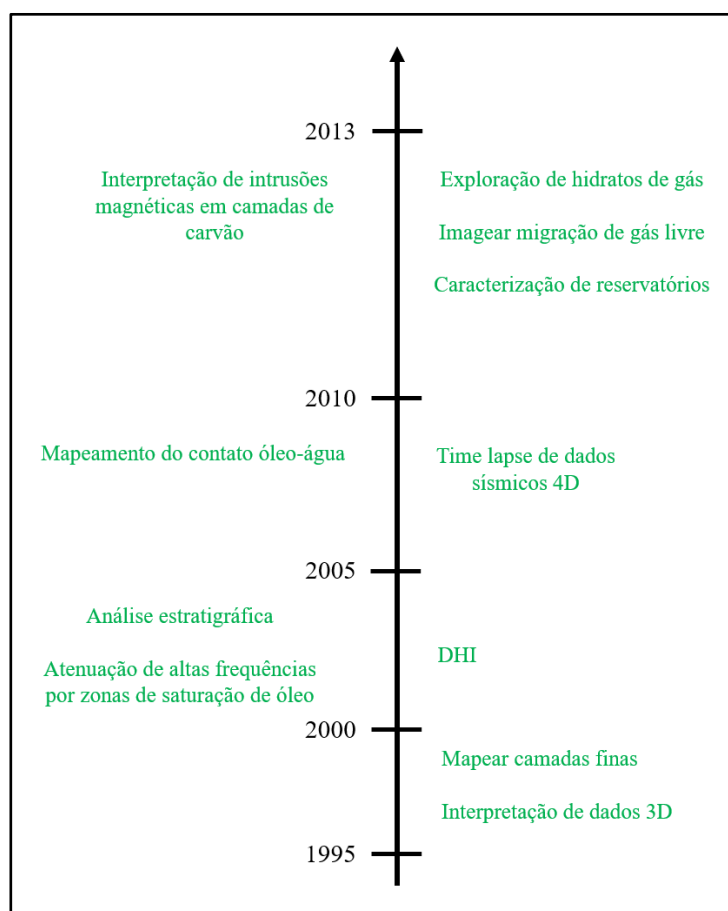 2013
Interpretação de intrusões
magnéticas em camadas de
carvão
Exploração de hidratos de gás
Imagear migração de gás livre
Caracterização de reservatórios
2010
Mapeamento do contato óleo-água
Time lapse de dados
sísmicos 4D
2005
Análise estratigráfica
Atenuação de altas frequências
por zonas de saturação de óleo
DHI
2000
Mapear camadas finas
Interpretação de dados 3D
1995